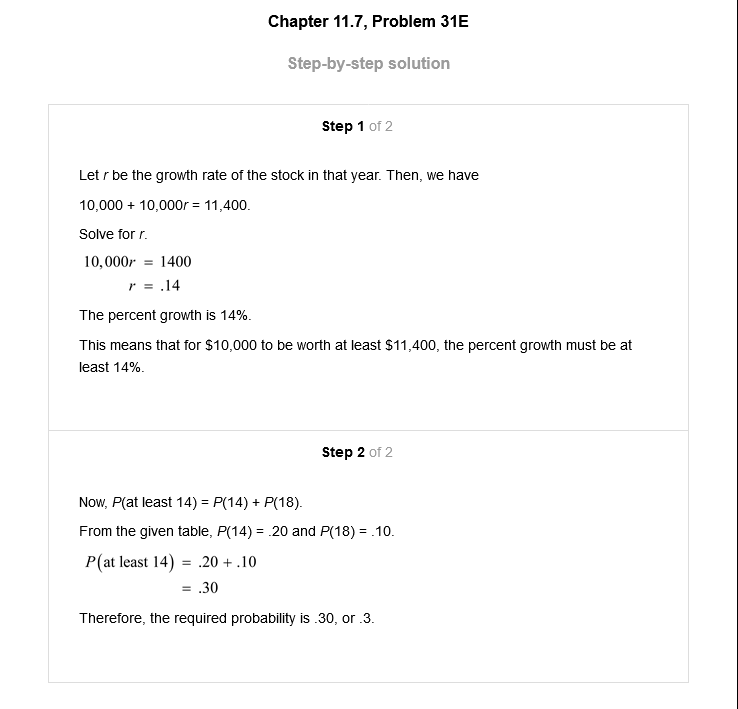 Chapter 11.7, Problem 31E
Step-by-step solution
Step 1 of 2
Let r be the growth rate of the stock in that year. Then, we have
10,000 + 10,000r = 11,400.
Solve for r.
10,000r = 1400
r = .14
The percent growth is 14%.
This means that for $10,000 to be worth at least $11,400, the percent growth must be at
least 14%.
Step 2 of 2
Now, P(at least 14) = P(14) + P(18).
From the given table, P(14) = .20 and P(18) = .10.
P(at least 14) = .20 + .10
= .30
Therefore, the required probability is .30, or .3.